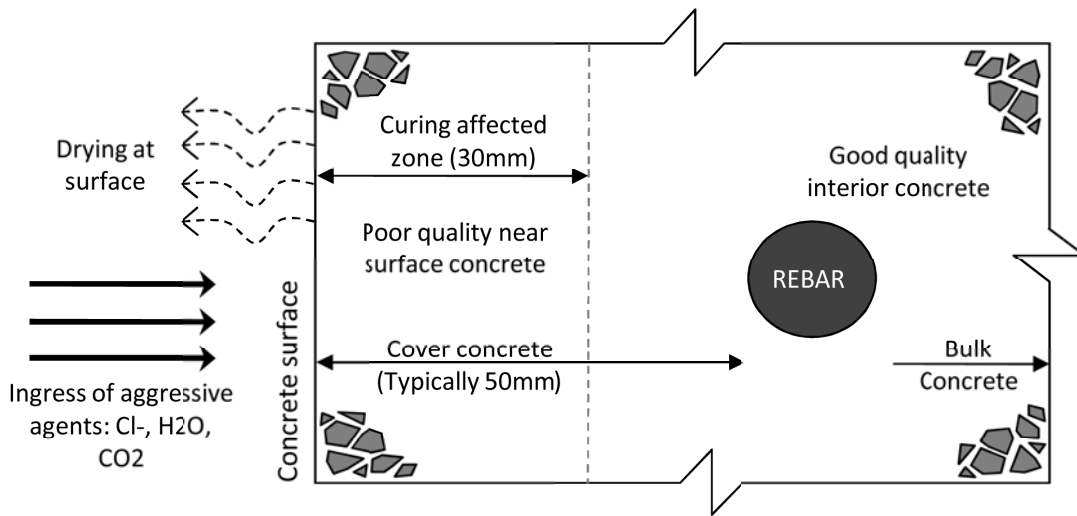 Drying at
surface
Curing affected
zone (30mm)
Poor quality near
surface concrete
Good quality
interior concrete
REBAR
Concrete surface
Cover concrete
(Typically 50mm)
Bulk
Concrete
Ingress of aggressive
agents: Cl-, H2O,
CO2